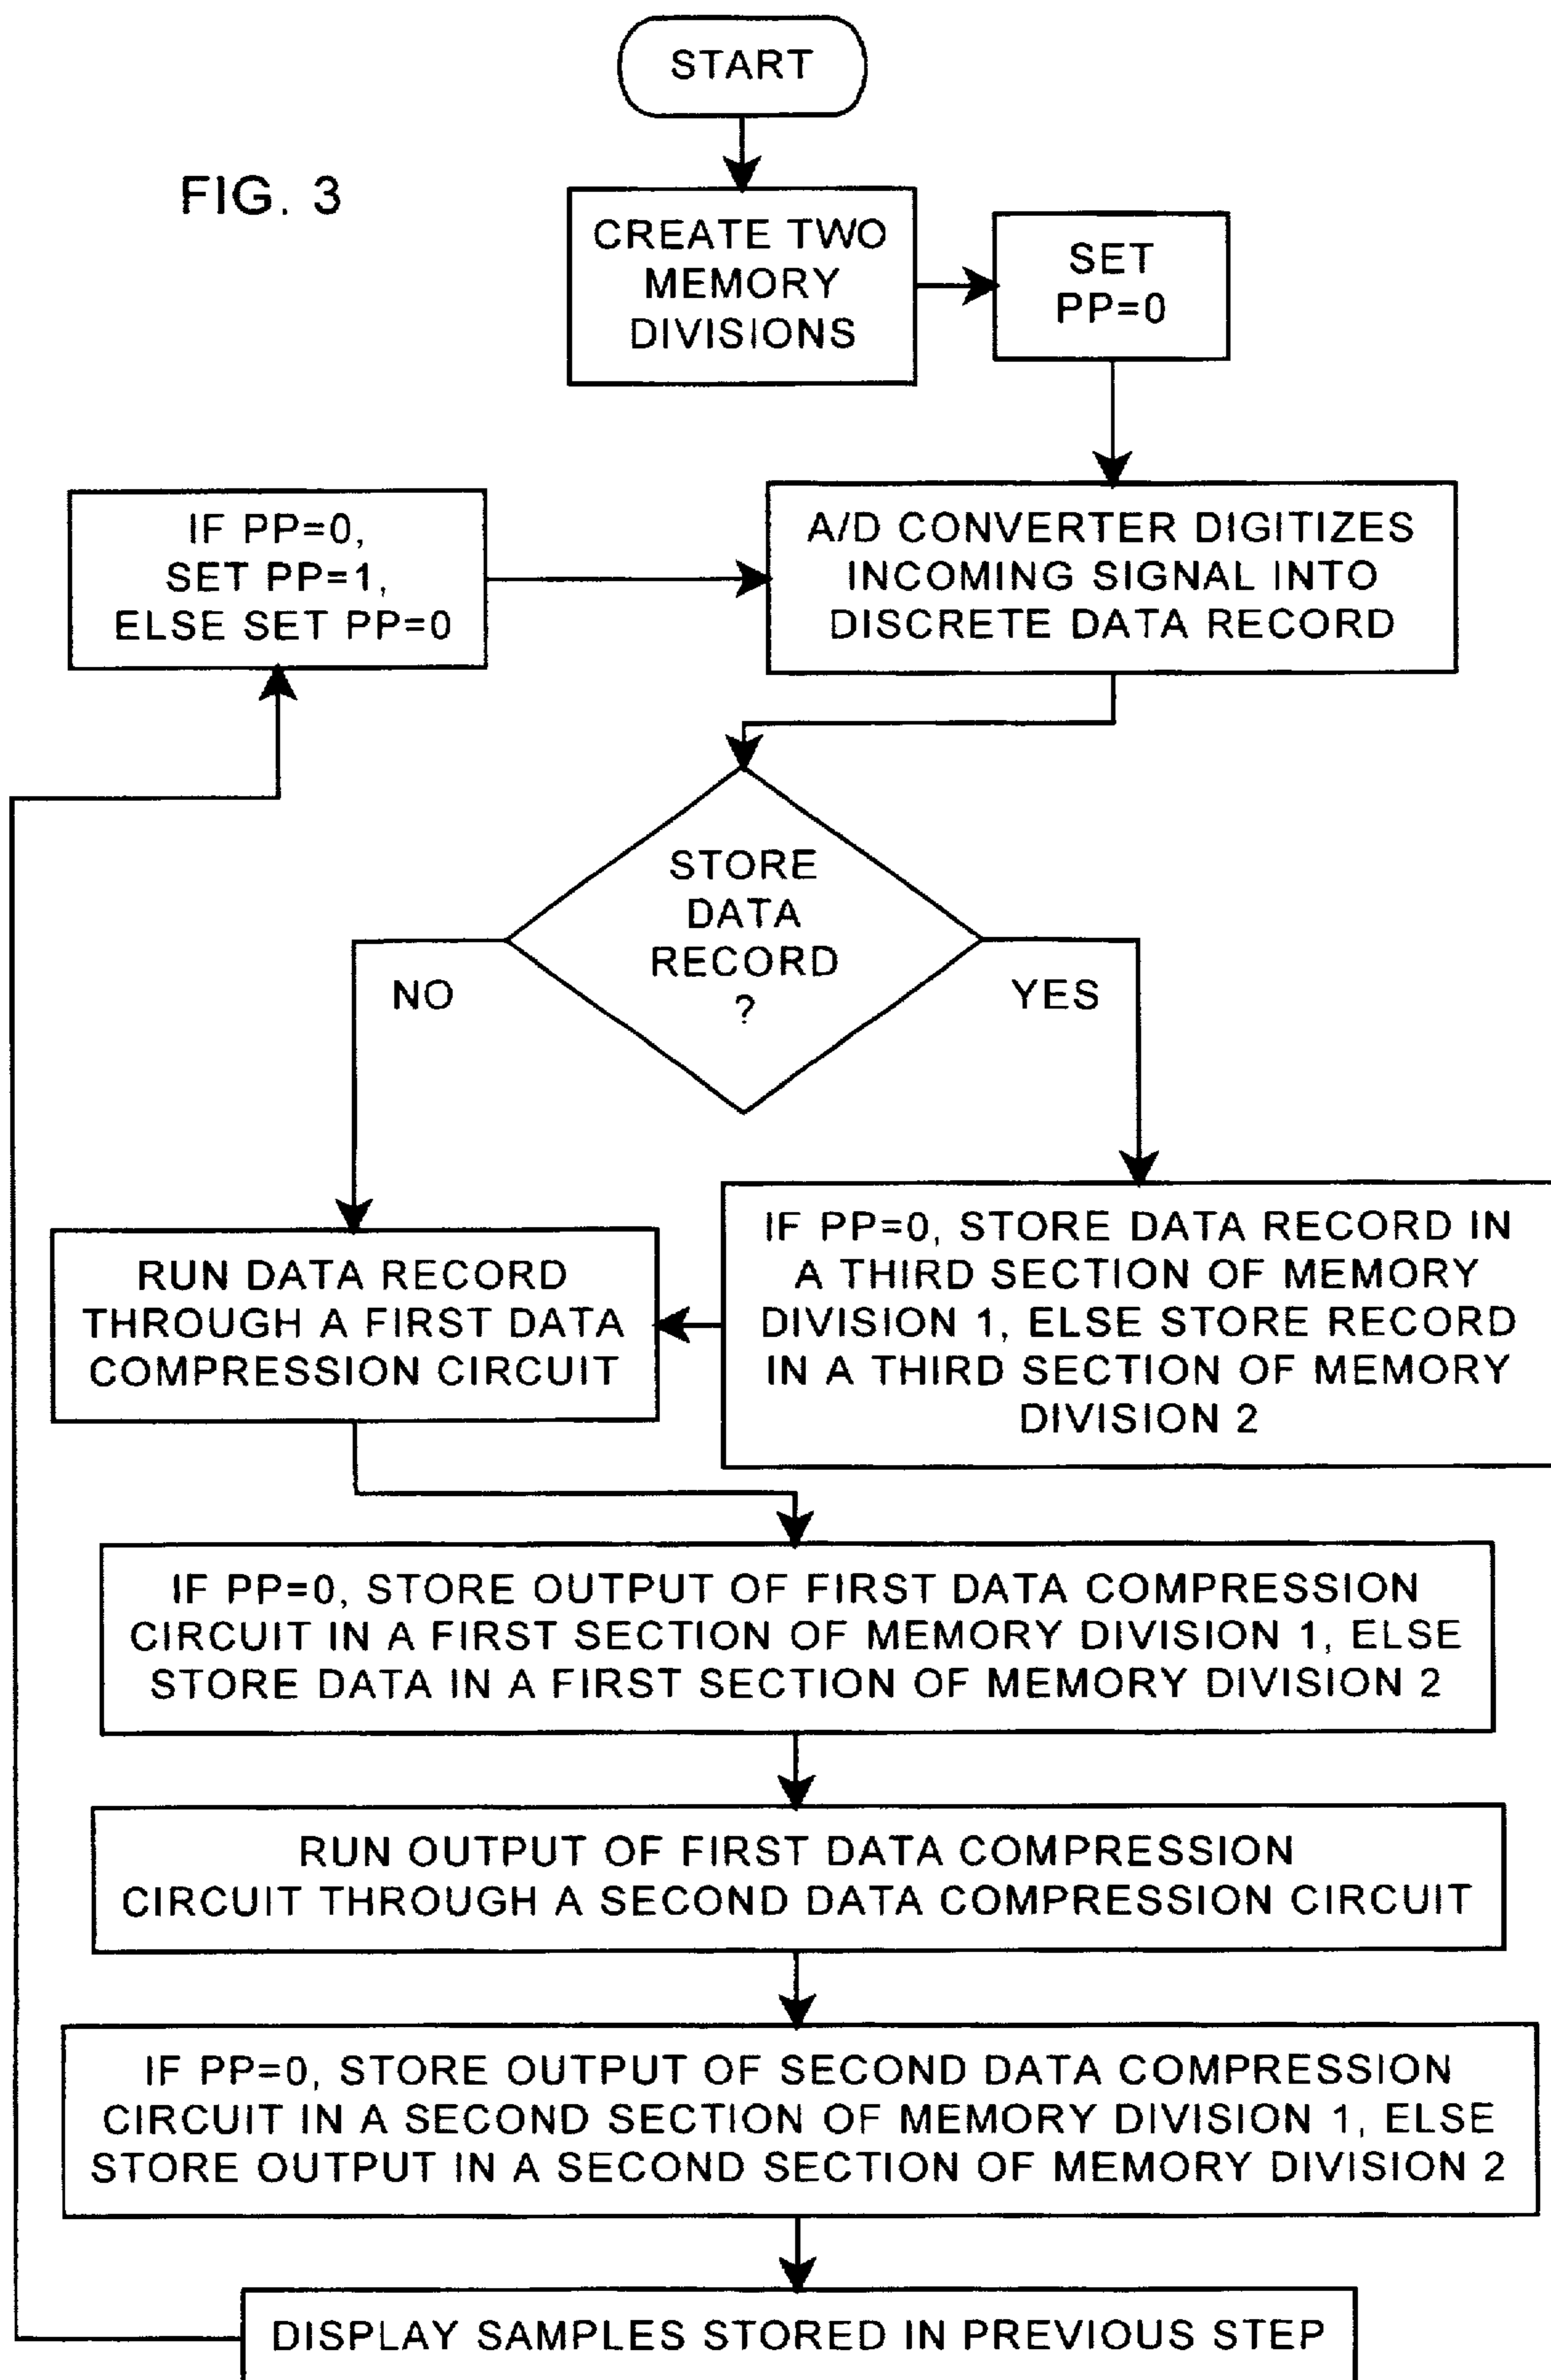 START
FIG. 3
CREATE TWO
MEMORY
DIVISIONS
SET
PP=0
IF PP=0,
SET PP=1,
ELSE SET PP=0
A/D CONVERTER DIGITIZES
INCOMING SIGNAL INTO
DISCRETE DATA RECORD
STORE
DATA
RECORD
?
NO
YES
RUN DATA RECORD
THROUGH A FIRST DATA
COMPRESSION CIRCUIT
IF PP=0, STORE DATA RECORD IN
A THIRD SECTION OF MEMORY
DIVISION 1, ELSE STORE RECORD
IN A THIRD SECTION OF MEMORY
DIVISION 2
IF PP=0, STORE OUTPUT OF FIRST DATA COMPRESSION
CIRCUIT IN A FIRST SECTION OF MEMORY DIVISION 1, ELSE
STORE DATA IN A FIRST SECTION OF MEMORY DIVISION 2
RUN OUTPUT OF FIRST DATA COMPRESSION
CIRCUIT THROUGH A SECOND DATA COMPRESSION CIRCUIT
IF PP=0, STORE OUTPUT OF SECOND DATA COMPRESSION
CIRCUIT IN A SECOND SECTION OF MEMORY DIVISION 1, ELSE
STORE OUTPUT IN A SECOND SECTION OF MEMORY DIVISION 2
DISPLAY SAMPLES STORED IN PREVIOUS STEP